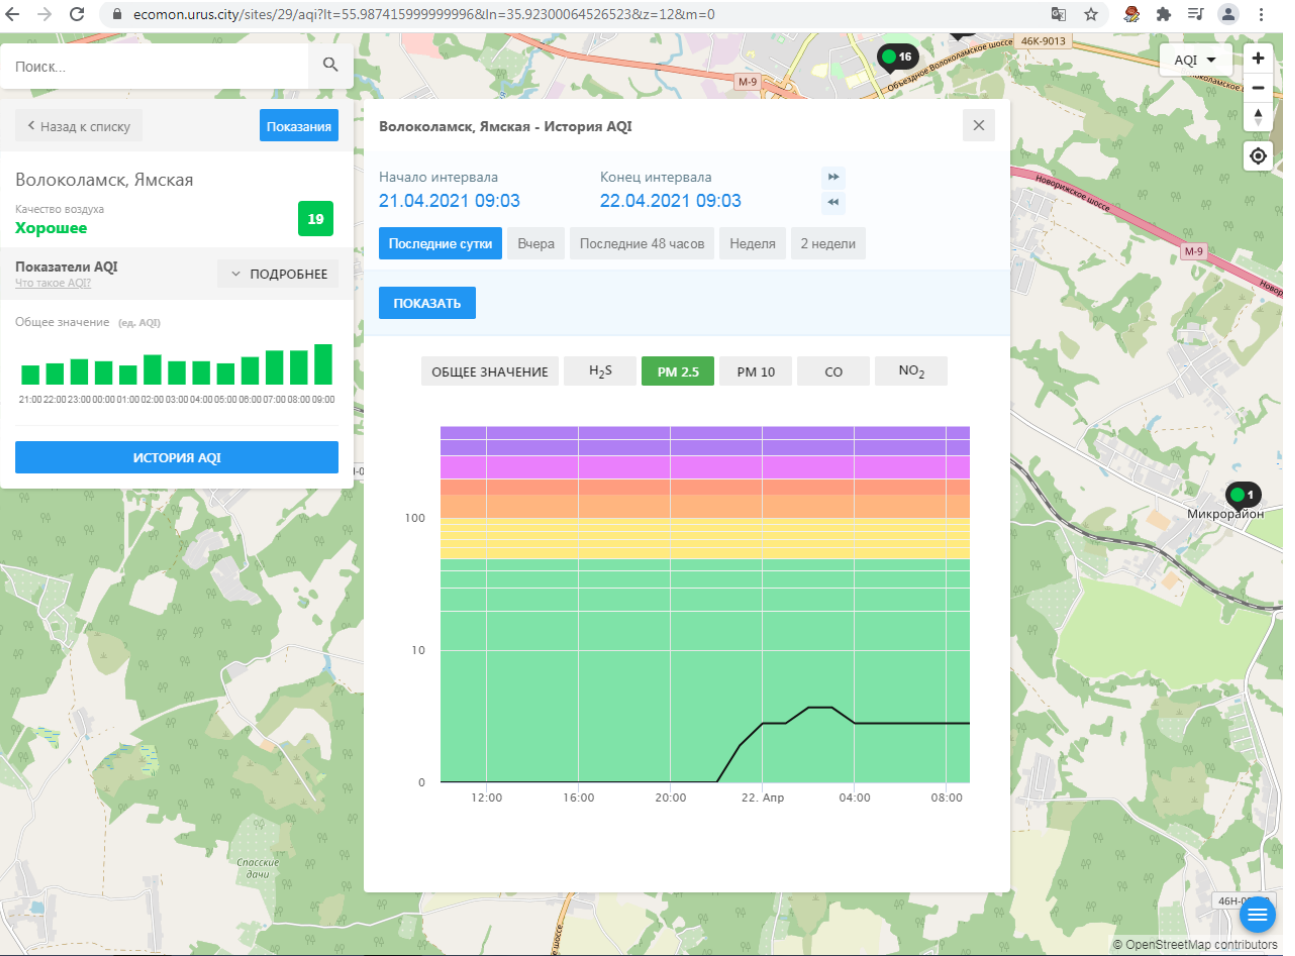 ecomon.urus.city/sites/29/aqi?lt=55.987415999999996&ln=35.92300064526523&z=12&m=0
Поиск...
46К-9013
16
Объездное Волоколамское шоссе
М-9
AQI
Назад к списку
Показания
Волоколамск, Ямская - История AQI
Волоколамск, Ямская
Качество воздуха
Хорошее
19
Начало интервала
Конец интервала
21.04.2021 09:03
22.04.2021 09:03
Последние сутки
Вчера
Последние 48 часов
Неделя
2 недели
Новорижское шоссе
М-9
Показатели AQI
Что такое AQI?
ПОДРОБНЕЕ
ПОКАЗАТЬ
Общее значение (ед. AQI)
21:00 22:00 23:00 00:00 01:00 02:00 03:00 04:00 05:00 06:00 07:00 08:00 09:00
ИСТОРИЯ AQI
ОБЩЕЕ ЗНАЧЕНИЕ
H2S
PM 2.5
PM 10
CO
NO2
100
10
0
12:00
16:00
20:00
22. Апр
04:00
08:00
1
Микрорайон
Спасские
дачи
© OpenStreetMap contributors